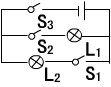 S₃
S₂ L₁
L₂ S₁